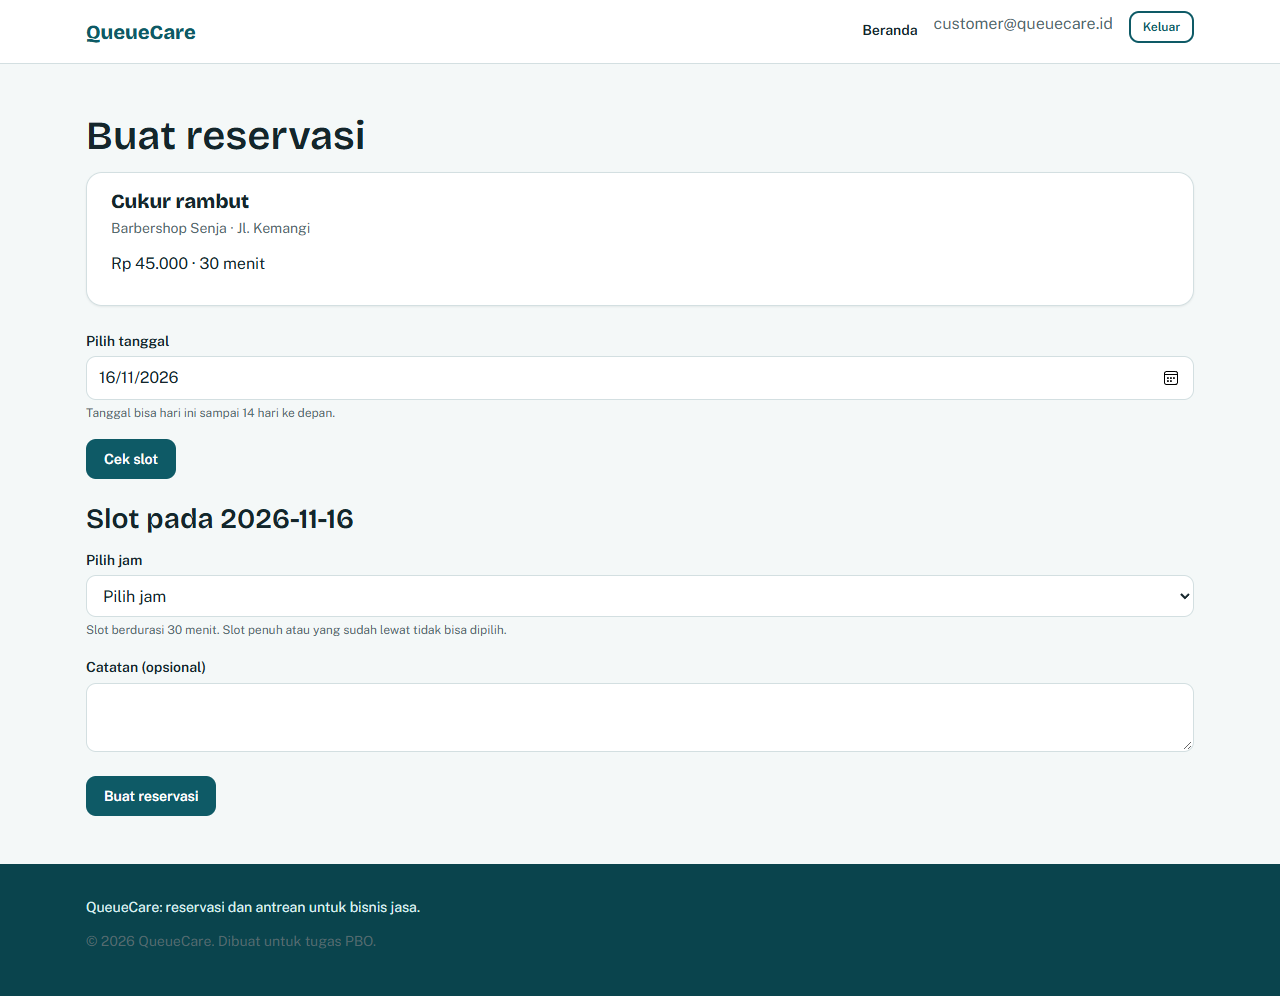 QueueCare
Beranda
customer@queuecare.id
Keluar
Buat reservasi
Cukur rambut
Barbershop Senja · Jl. Kemangi
Rp 45.000 · 30 menit
Pilih tanggal
16/11/2026
Tanggal bisa hari ini sampai 14 hari ke depan.
Cek slot
Slot pada 2026-11-16
Pilih jam
Pilih jam
Slot berdurasi 30 menit. Slot penuh atau yang sudah lewat tidak bisa dipilih.
Catatan (opsional)
Buat reservasi
QueueCare: reservasi dan antrean untuk bisnis jasa.
© 2026 QueueCare. Dibuat untuk tugas PBO.